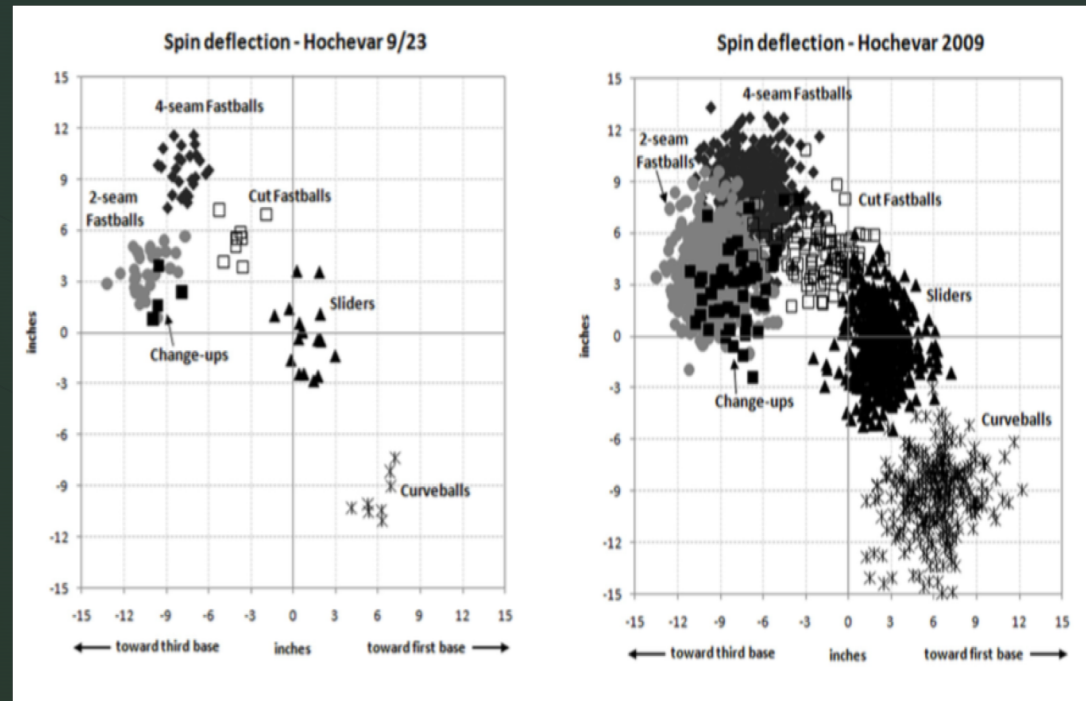 Spin deflection - Hochevar 9/23
15
12
9
6
3
0
-3
-6
-9
-12
-15
inches
4-seam Fastballs
2-seam
Fastballs
Cut Fastballs
Sliders
Change-ups
Curveballs
-15 -12 -9 -6 -3 0 3 6 9 12 15
toward third base inches toward first base
Spin deflection - Hochevar 2009
15
12
9
6
3
0
-3
-6
-9
-12
-15
inches
4-seam Fastballs
2-seam
Fastballs
Cut Fastballs
Sliders
Change-ups
Curveballs
-15 -12 -9 -6 -3 0 3 6 9 12 15
toward third base inches toward first base